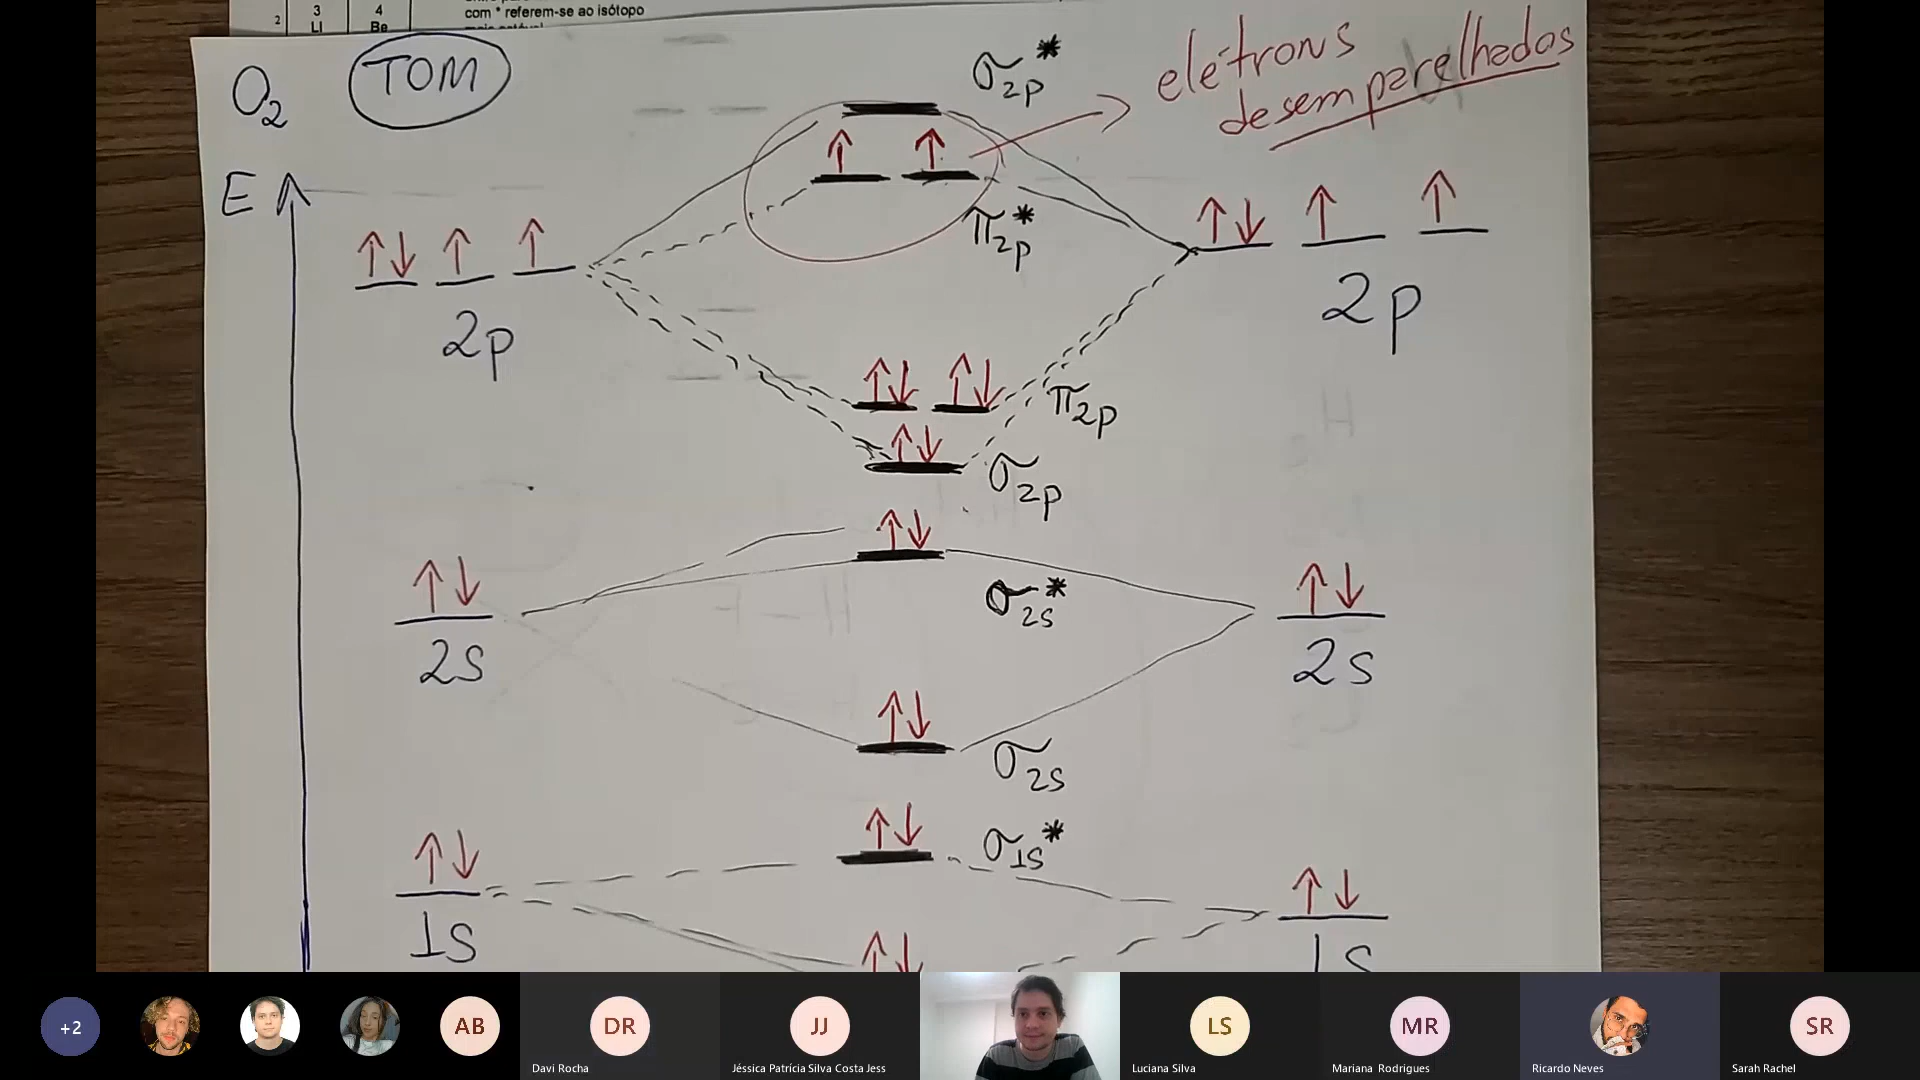 com * referem-se ao isótopo
2
3
4
Li
Be
O₂
TOM
E
σ₂ₚ*
elétrons
desemparelhados
↑ ↑
π₂ₚ*
↑↓ ↑ ↑
2p
↑↓ ↑ ↑
2p
↑↓ ↑↓
π₂ₚ
↑↓
σ₂ₚ
↑↓
σ₂ₛ*
↑↓
2s
↑↓
2s
↑↓
σ₂ₛ
↑↓
σ₁ₛ*
↑↓
1s
↑↓
1s
↑↓
+2
AB
DR
JJ
LS
MR
SR
Davi Rocha
Jéssica Patrícia Silva Costa Jess
Luciana Silva
Mariana Rodrigues
Ricardo Neves
Sarah Rachel